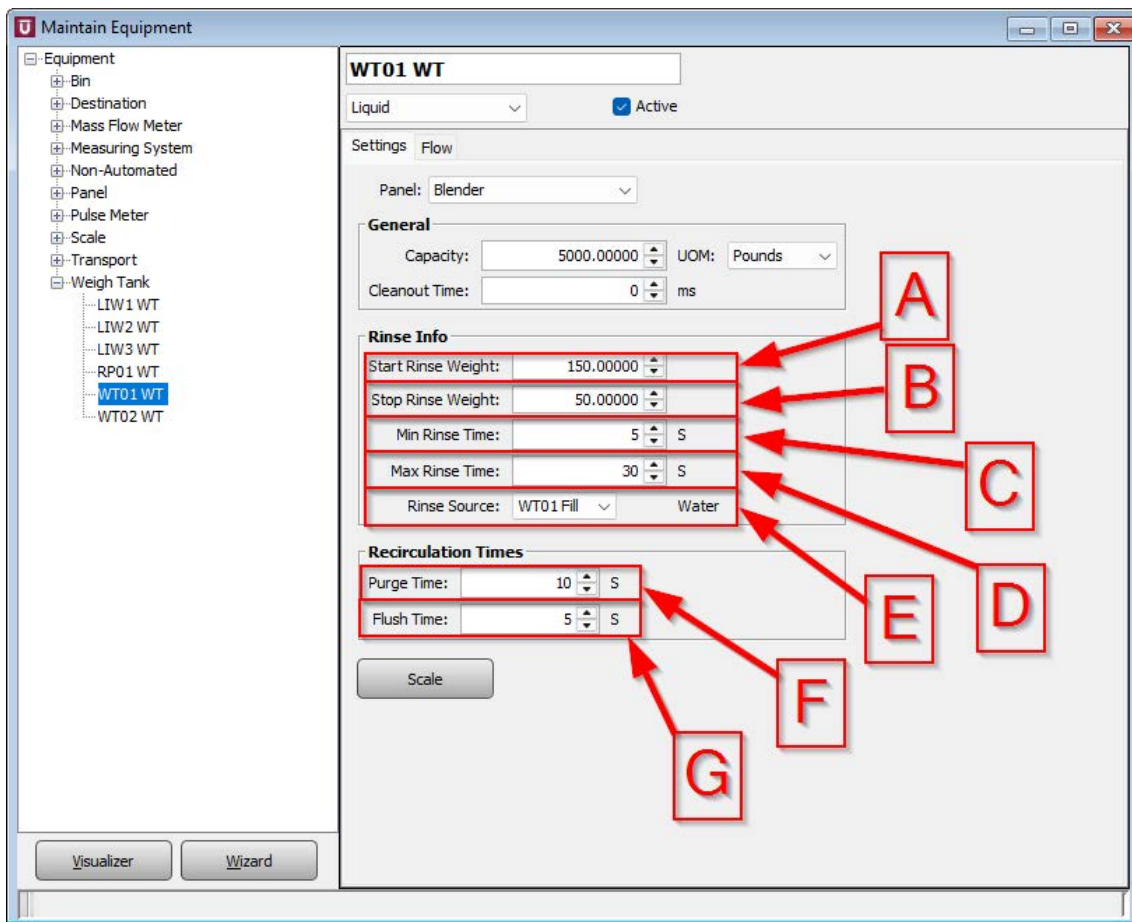 Maintain Equipment
Equipment
Bin
Destination
Mass Flow Meter
Measuring System
Non-Automated
Panel
Pulse Meter
Scale
Transport
Weigh Tank
LIW1 WT
LIW2 WT
LIW3 WT
RP01 WT
WT01 WT
WT02 WT
Visualizer Wizard
WT01 WT
Liquid Active
Settings Flow
Panel: Blender
General
Capacity: 5000.00000 UOM: Pounds
Cleanout Time: 0 ms
Rinse Info
Start Rinse Weight: 150.00000
Stop Rinse Weight: 50.00000
Min Rinse Time: 5 S
Max Rinse Time: 30 S
Rinse Source: WT01 Fill Water
Recirculation Times
Purge Time: 10 S
Flush Time: 5 S
Scale
A
B
C
D
E
F
G